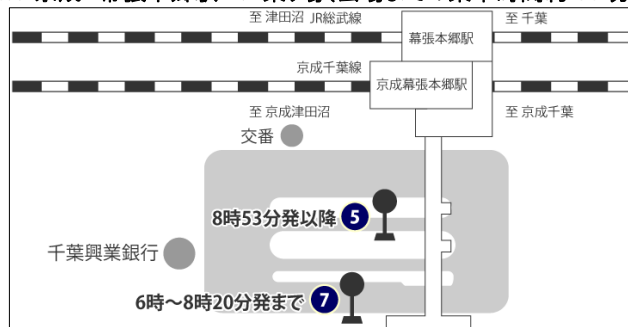 至 津田沼 JR総武線
幕張本郷駅
至 千葉
京成千葉線
京成幕張本郷駅
至 京成津田沼
至 京成千葉
交番
8時53分発以降 5
千葉興業銀行
6時～8時20分発まで 7